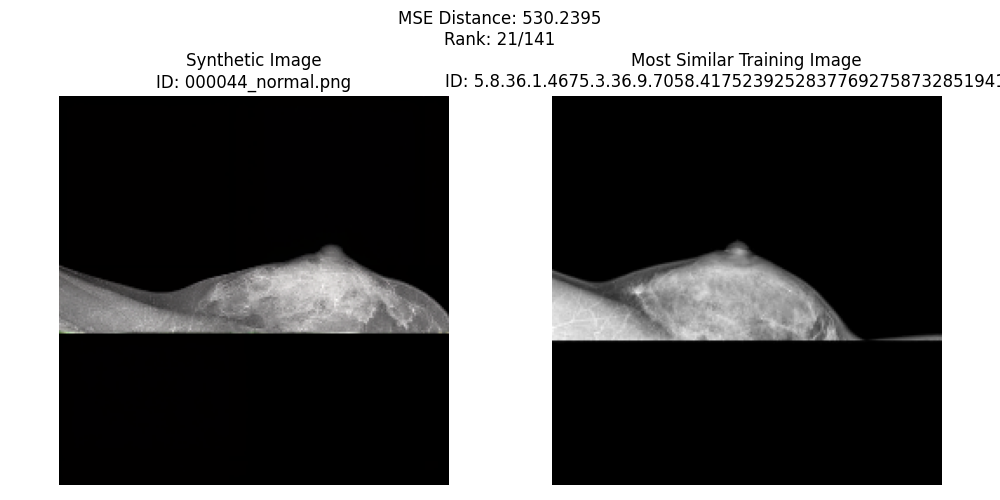 MSE Distance: 530.2395
Rank: 21/141
Synthetic Image
ID: 000044_normal.png
Most Similar Training Image
ID: 5.8.36.1.4675.3.36.9.7058.41752392528377692758732851941